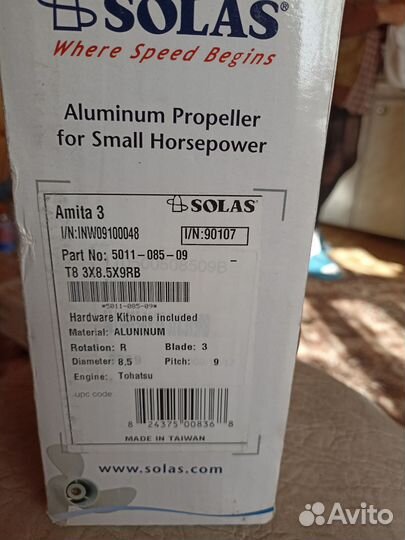 SOLAS®
Where Speed Begins
Aluminum Propeller
for Small Horsepower
Amita 3 SOLAS®
I/N:INW09100048 I/N:90107
Part No: 5011-085-09 -
T8 3X8.5X9RB
*5011-085-09*
Hardware Kitnone included
Material: ALUNINUM
Rotation: R Blade: 3
Diameter: 8.5 Pitch: 9
Engine: Tohatsu
upc code
8 24375 00836 8
MADE IN TAIWAN
www.solas.com
Avito